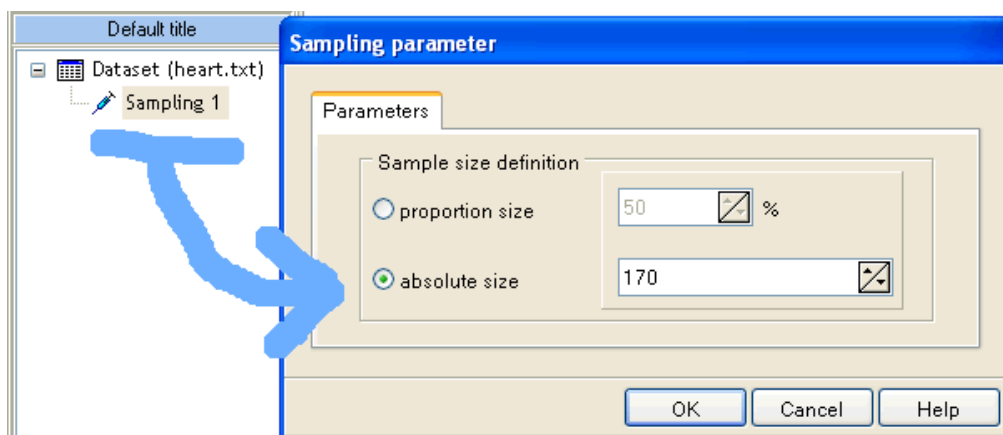 Default title
Dataset (heart.txt)
Sampling 1
Sampling parameter
Parameters
Sample size definition
proportion size 50 %
absolute size 170
OK Cancel Help